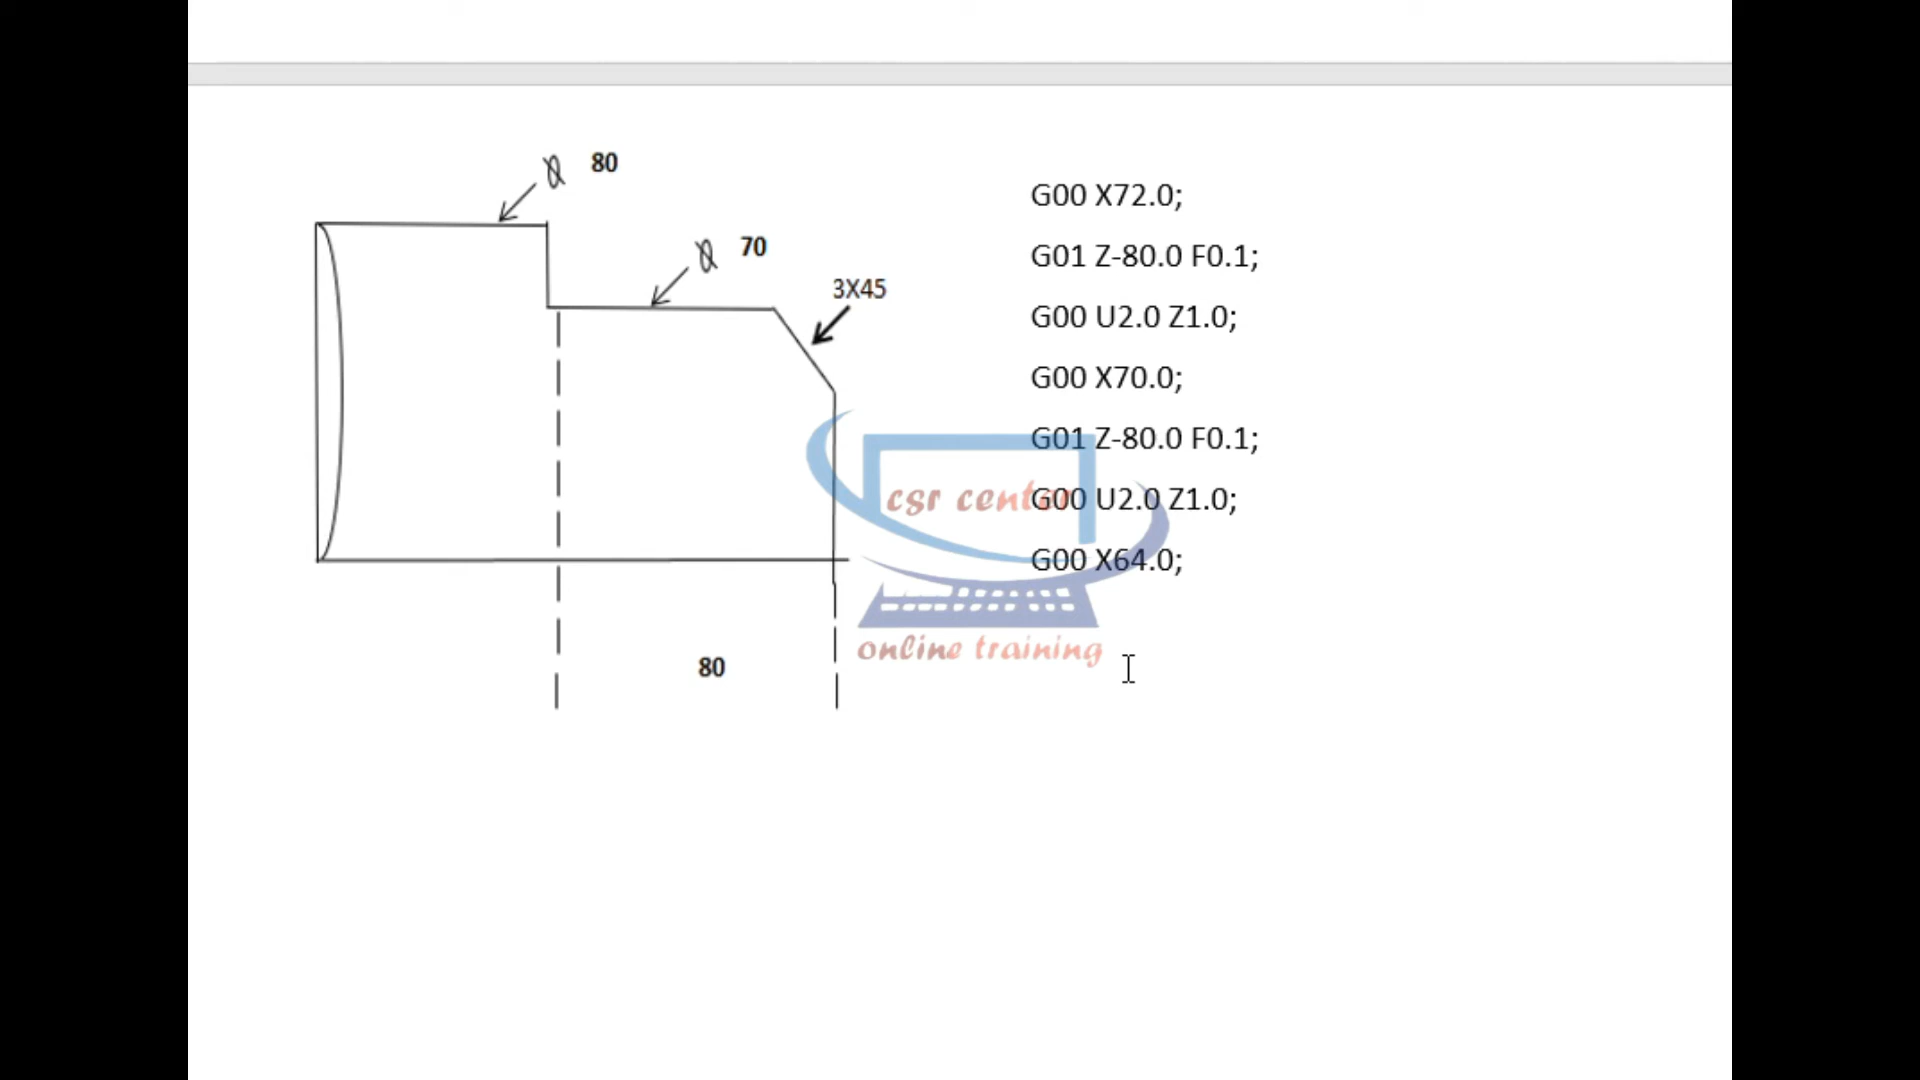 80
70
3X45
80
G00 X72.0;
G01 Z-80.0 F0.1;
G00 U2.0 Z1.0;
G00 X70.0;
G01 Z-80.0 F0.1;
G00 U2.0 Z1.0;
G00 X64.0;
csr center
online training